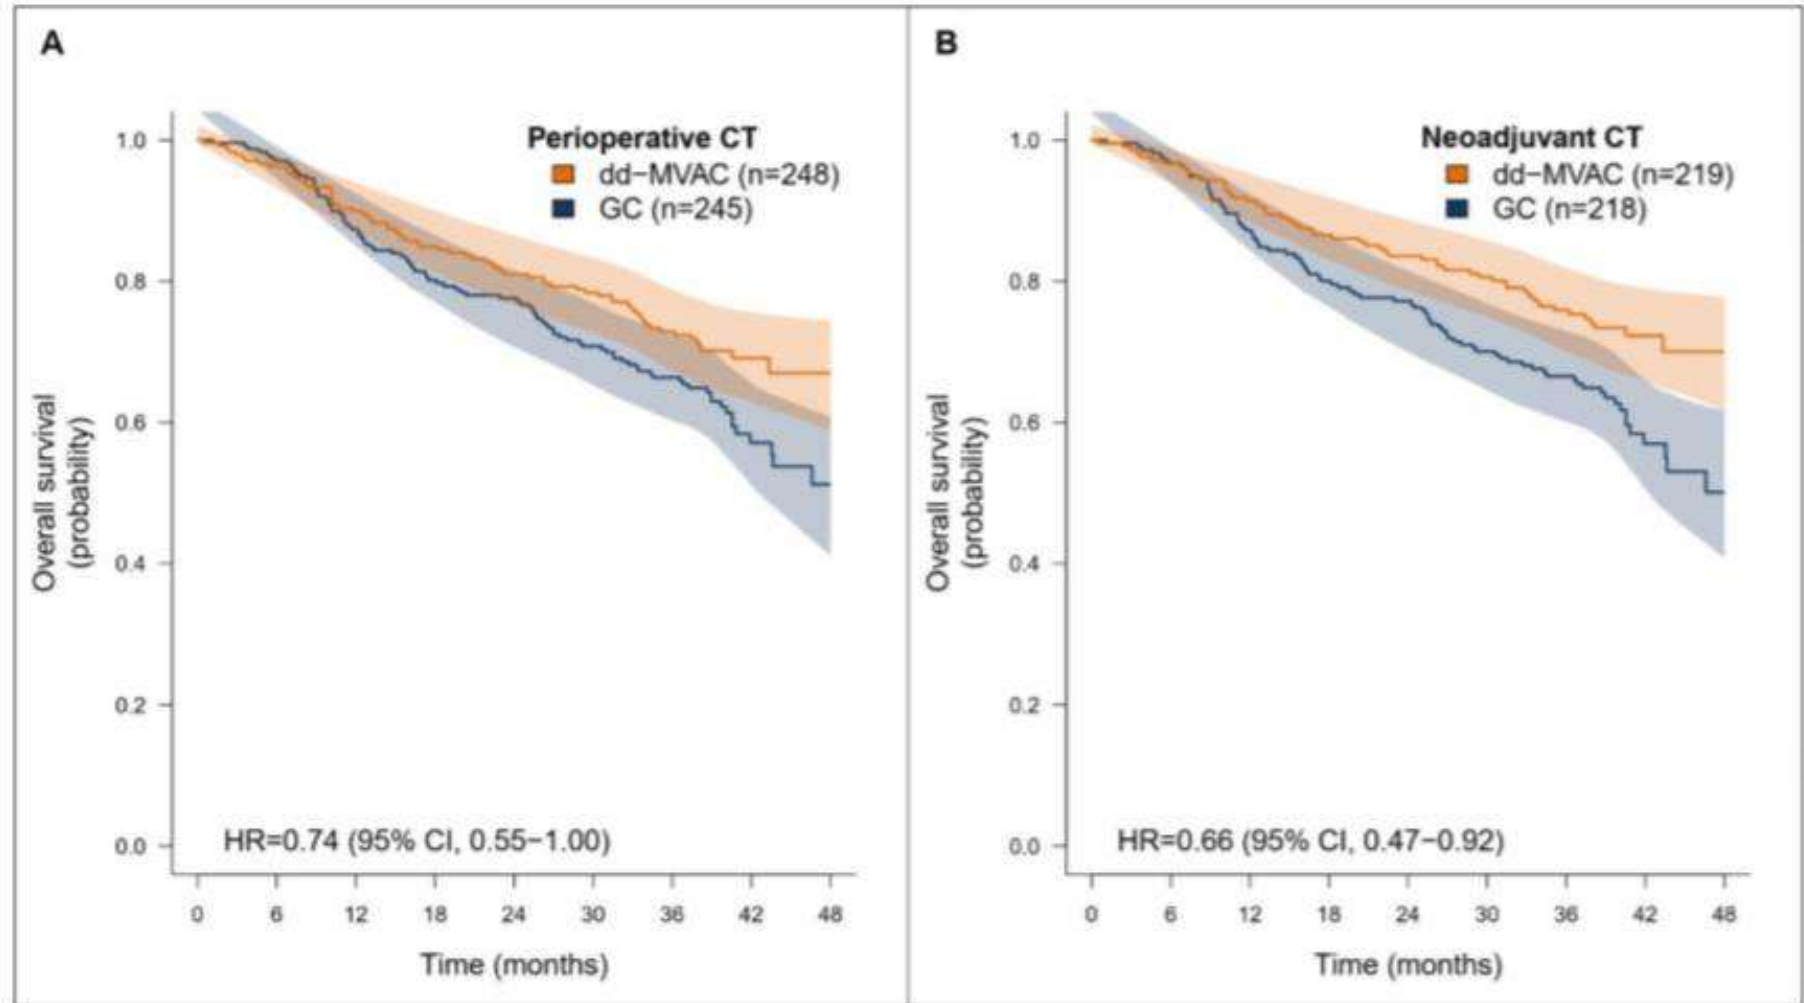 A
Perioperative CT
dd−MVAC (n=248)
GC (n=245)
Overall survival
(probability)
1.0
0.8
0.6
0.4
0.2
0.0
HR=0.74 (95% CI, 0.55−1.00)
0 6 12 18 24 30 36 42 48
Time (months)
B
Neoadjuvant CT
dd−MVAC (n=219)
GC (n=218)
Overall survival
(probability)
1.0
0.8
0.6
0.4
0.2
0.0
HR=0.66 (95% CI, 0.47−0.92)
0 6 12 18 24 30 36 42 48
Time (months)